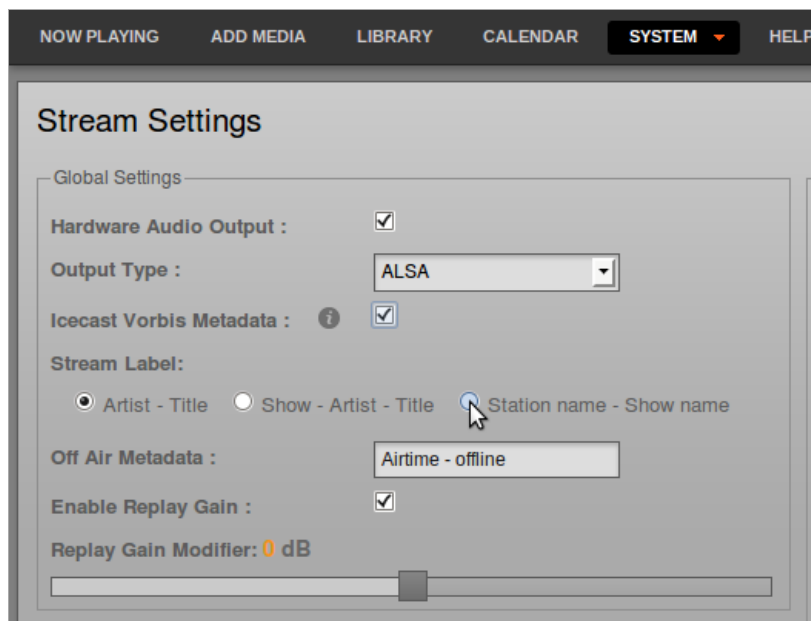 NOW PLAYING ADD MEDIA LIBRARY CALENDAR SYSTEM HELP
Stream Settings
Global Settings
Hardware Audio Output :
Output Type : ALSA
Icecast Vorbis Metadata : i
Stream Label:
Artist - Title Show - Artist - Title Station name - Show name
Off Air Metadata : Airtime - offline
Enable Replay Gain :
Replay Gain Modifier: 0 dB